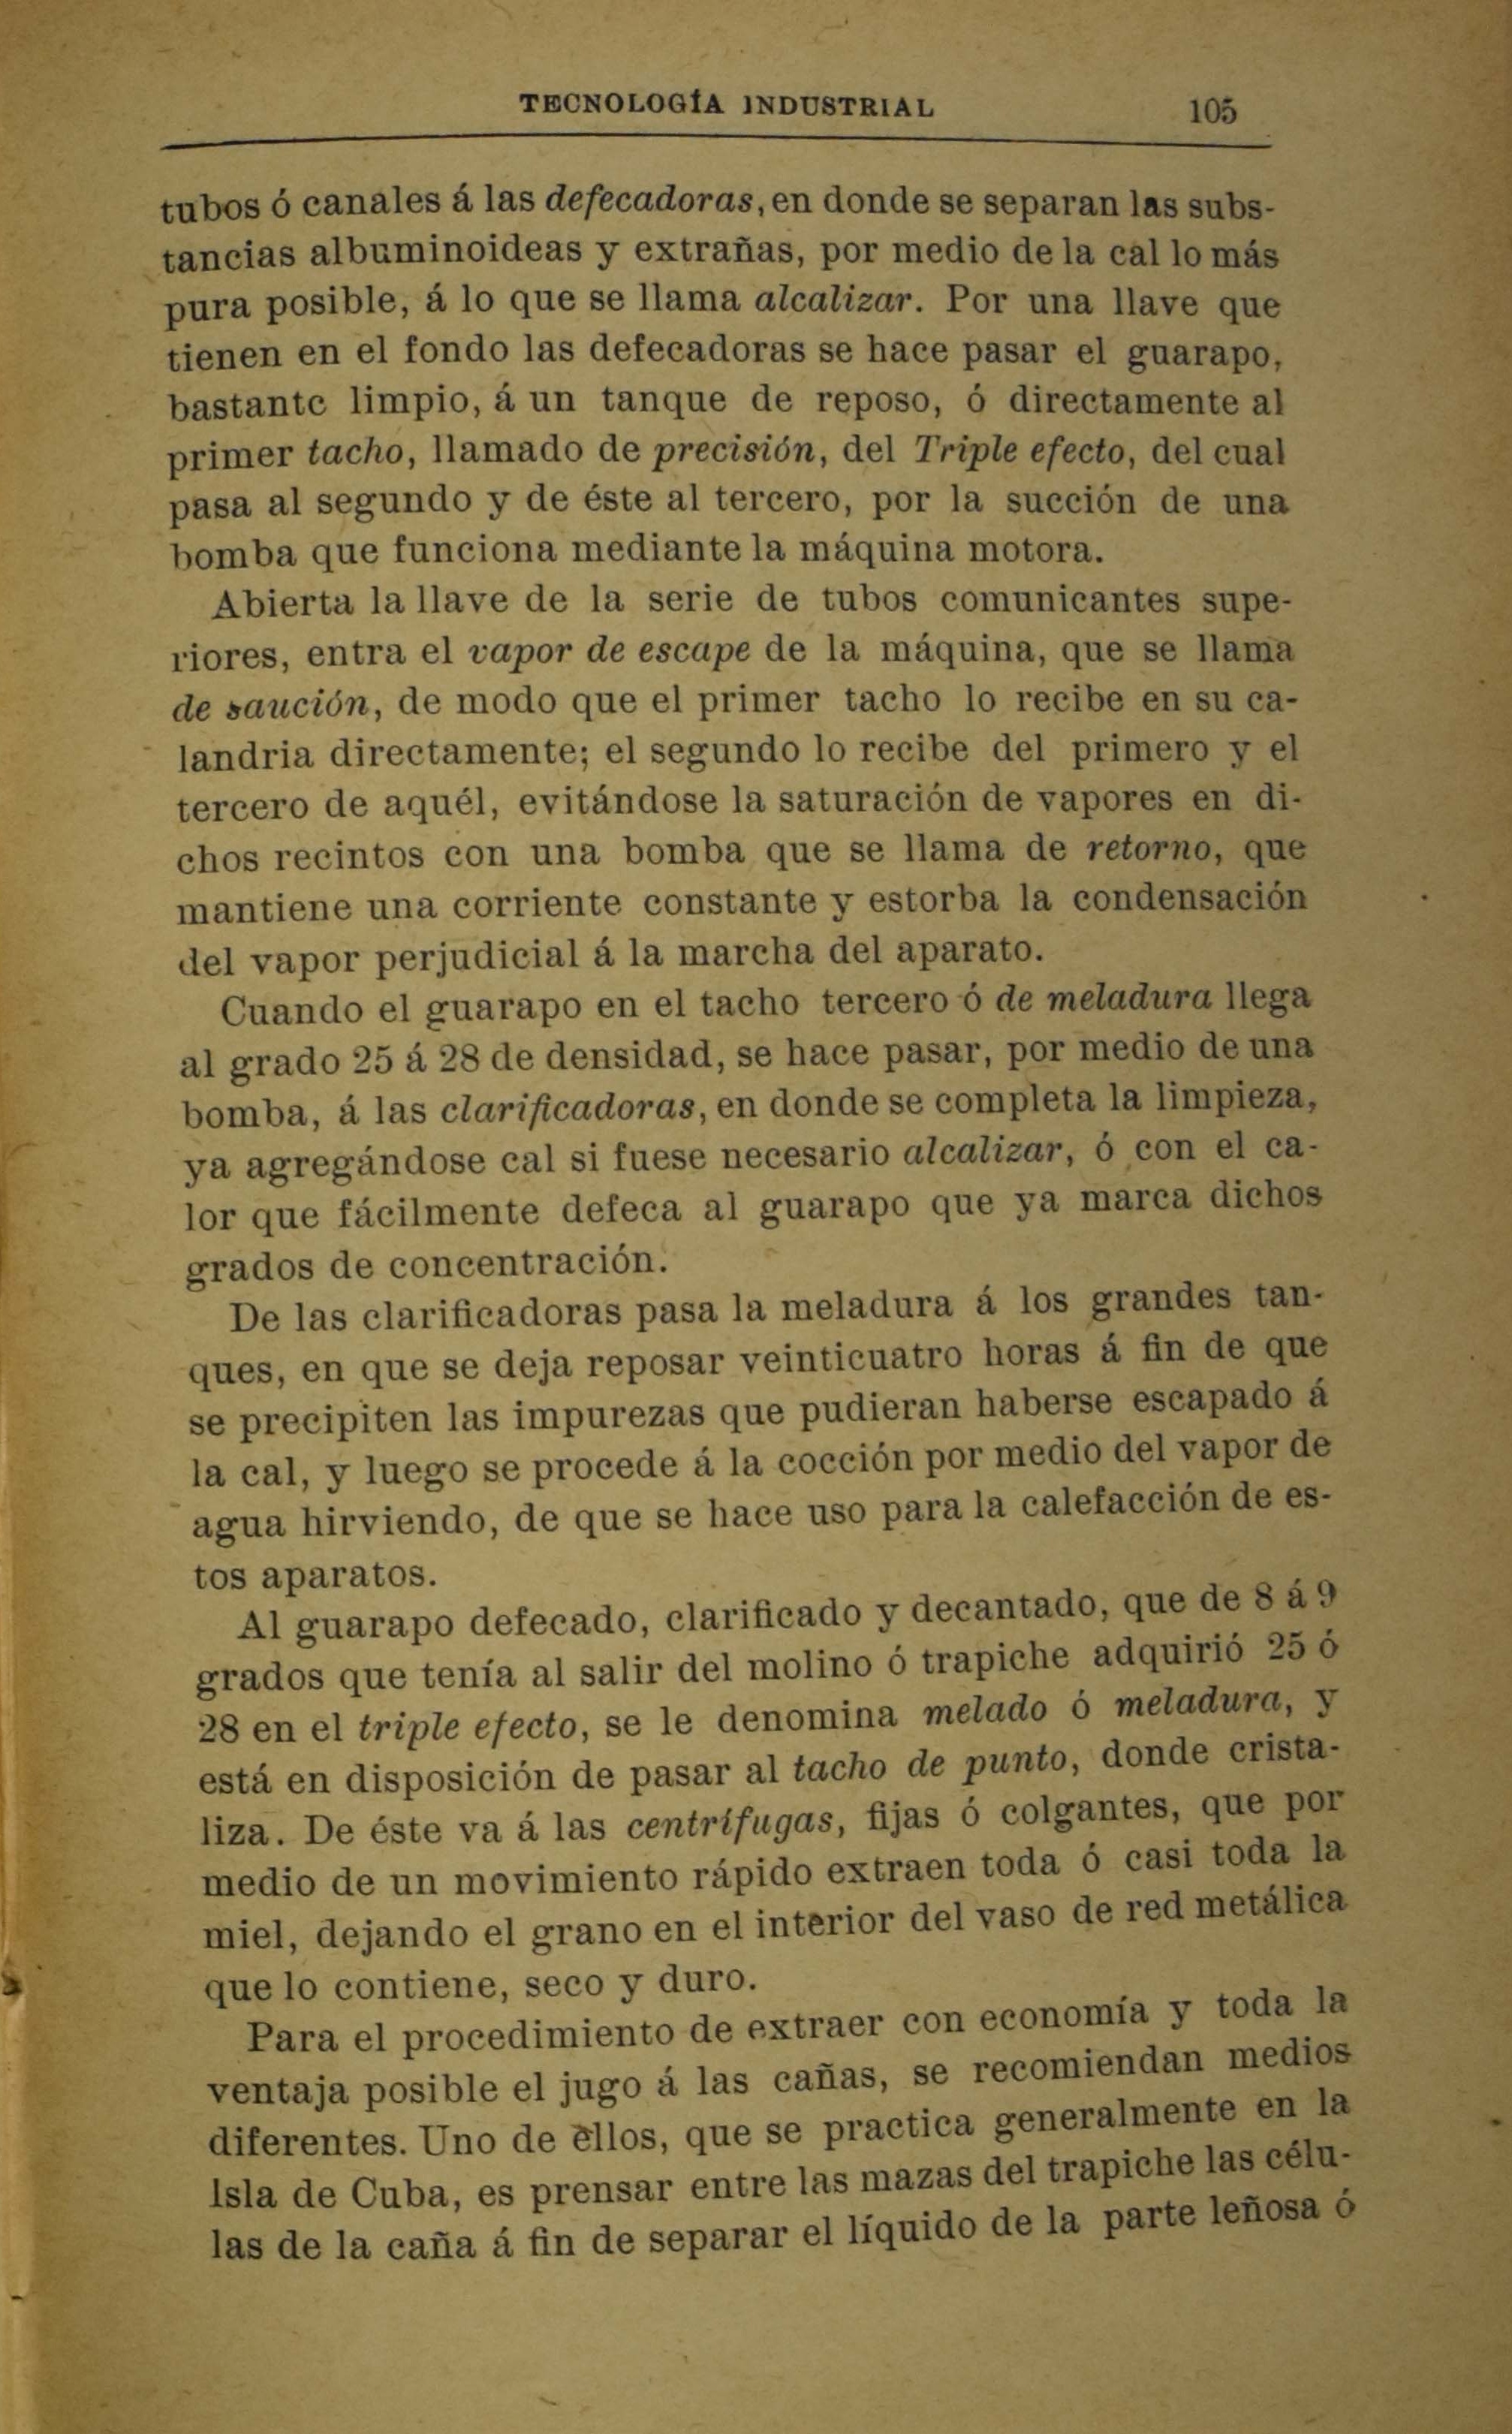 TECNOLOGÍA INDUSTRIAL 105
tubos ó canales á las defecadoras, en donde se separan las subs-
tancias albuminoideas y extrañas, por medio de la cal lo más
pura posible, á lo que se llama alcalizar. Por una llave que
tienen en el fondo las defecadoras se hace pasar el guarapo,
bastante limpio, á un tanque de reposo, ó directamente al
primer tacho, llamado de precisión, del Triple efecto, del cual
pasa al segundo y de éste al tercero, por la succión de una
bomba que funciona mediante la máquina motora.
Abierta la llave de la serie de tubos comunicantes supe-
riores, entra el vapor de escape de la máquina, que se llama
de saución, de modo que el primer tacho lo recibe en su ca-
landria directamente; el segundo lo recibe del primero y el
tercero de aquél, evitándose la saturación de vapores en di-
chos recintos con una bomba que se llama de retorno, que
mantiene una corriente constante y estorba la condensación
del vapor perjudicial á la marcha del aparato.
Cuando el guarapo en el tacho tercero ó de meladura llega
al grado 25 á 28 de densidad, se hace pasar, por medio de una
bomba, á las clarificadoras, en donde se completa la limpieza,
ya agregándose cal si fuese necesario alcalizar, ó con el ca-
lor que fácilmente defeca al guarapo que ya marca dichos
grados de concentración.
De las clarificadoras pasa la meladura á los grandes tan-
ques, en que se deja reposar veinticuatro horas á fin de que
se precipiten las impurezas que pudieran haberse escapado á
la cal, y luego se procede á la cocción por medio del vapor de
agua hirviendo, de que se hace uso para la calefacción de es-
tos aparatos.
Al guarapo defecado, clarificado y decantado, que de 8 á 9
grados que tenía al salir del molino ó trapiche adquirió 25 ó
28 en el triple efecto, se le denomina melado ó meladura, y
está en disposición de pasar al tacho de punto, donde crista-
liza. De éste va á las centrífugas, fijas ó colgantes, que por
medio de un movimiento rápido extraen toda ó casi toda la
miel, dejando el grano en el interior del vaso de red metálica
que lo contiene, seco y duro.
Para el procedimiento de extraer con economía y toda la
ventaja posible el jugo á las cañas, se recomiendan medios
diferentes. Uno de ellos, que se practica generalmente en la
Isla de Cuba, es prensar entre las mazas del trapiche las célu-
las de la caña á fin de separar el líquido de la parte leñosa ó